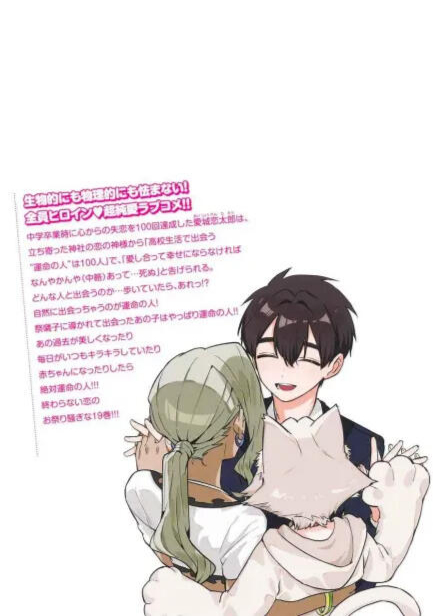 生物的にも物理的にも怯まない!
全員ヒロイン♥超純愛ラブコメ!!
あいじょうれんたろう
中学卒業時に心からの失恋を100回達成した愛城恋太郎は、
立ち寄った神社の恋の神様から「高校生活で出会う
“運命の人”は100人」で、「愛し合って幸せにならなければ
なんやかんや(中略)あって…死ぬ」と告げられる。
どんな人と出会うのか…歩いていたら、あれっ!?
自然に出会っちゃうのが運命の人!
祭囃子に導かれて出会ったあの子はやっぱり運命の人!!
あの過去が美しくなったり
毎日がいつもキラキラしていたり
赤ちゃんになったりしたら
絶対運命の人!!!
終わらない恋の
お祭り騒ぎな19巻!!!